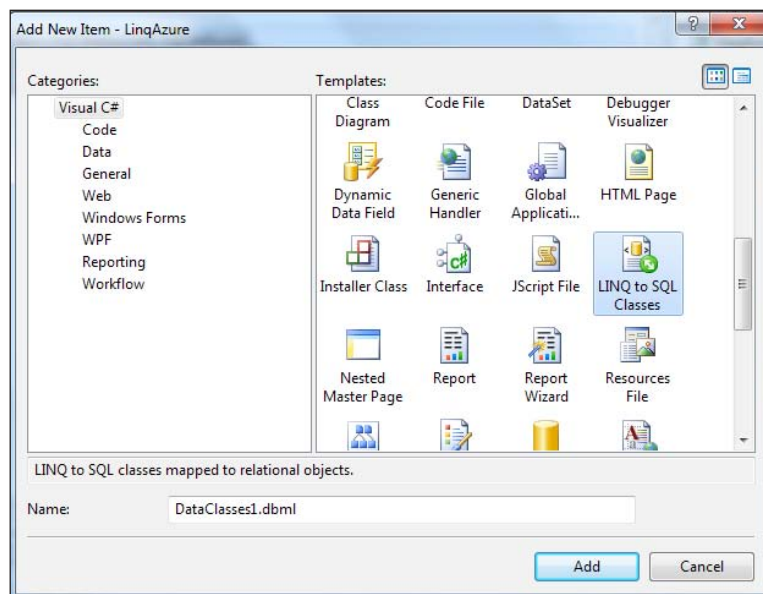 Add New Item - LinqAzure
Categories:
Templates:
Visual C#
Code
Data
General
Web
Windows Forms
WPF
Reporting
Workflow
Class
Diagram
Code File
DataSet
Debugger
Visualizer
Dynamic
Data Field
Generic
Handler
Global
Applicati...
HTML Page
Installer Class
Interface
JScript File
LINQ to SQL
Classes
Nested
Master Page
Report
Report
Wizard
Resources
File
LINQ to SQL classes mapped to relational objects.
Name:
DataClasses1.dbml
Add
Cancel